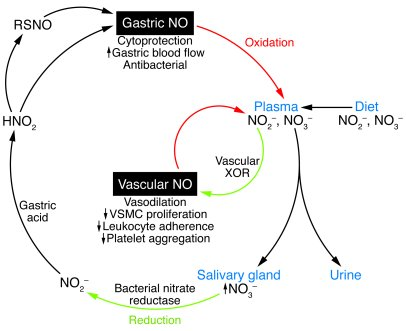 RSNO
Gastric NO
Cytoprotection
↑Gastric blood flow
Antibacterial
Oxidation
HNO₂
Plasma
NO₂⁻, NO₃⁻
Diet
NO₂⁻, NO₃⁻
Vascular
XOR
Vascular NO
Vasodilation
↓VSMC proliferation
↓Leukocyte adherence
↓Platelet aggregation
Gastric
acid
NO₂⁻
Bacterial nitrate
reductase
Reduction
Salivary gland
↑NO₃⁻
Urine